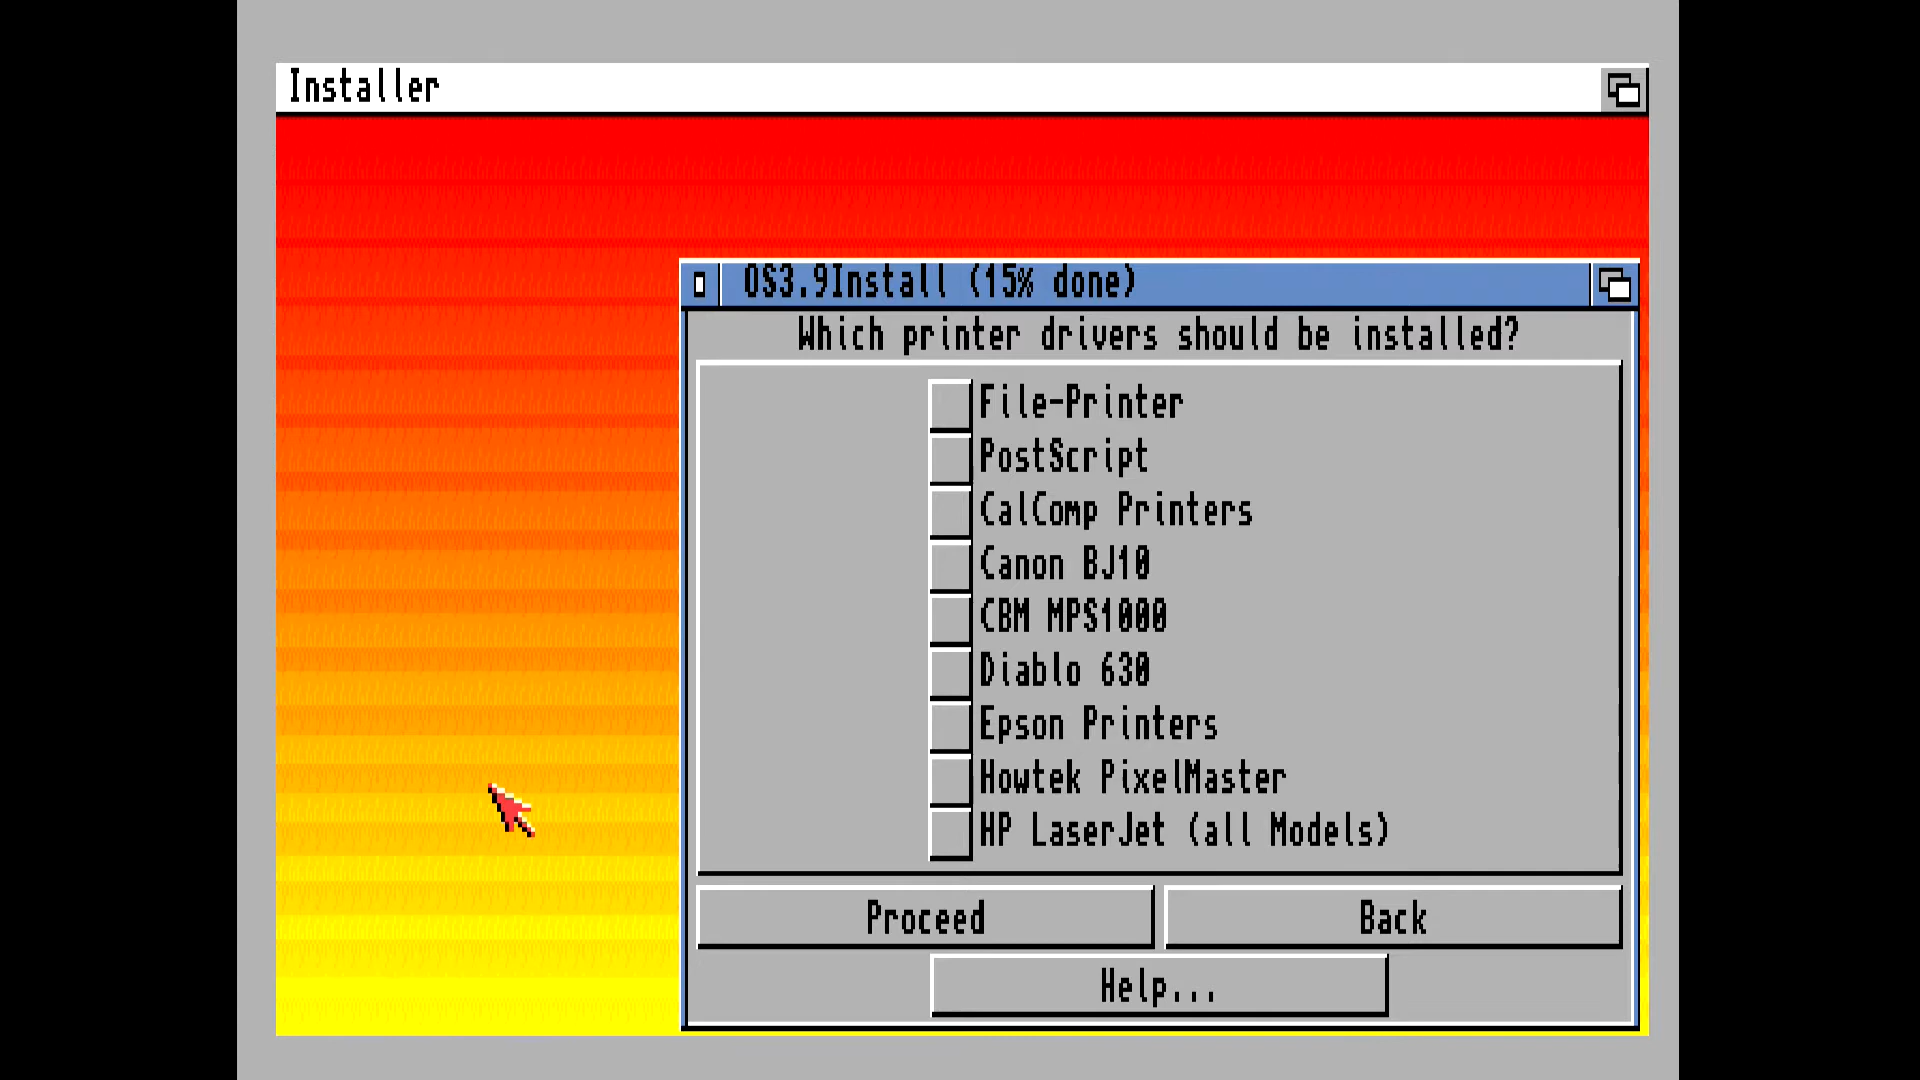 Installer
OS3.9Install (15% done)
Which printer drivers should be installed?
File-Printer
PostScript
CalComp Printers
Canon BJ10
CBM MPS1000
Diablo 630
Epson Printers
Howtek PixelMaster
HP LaserJet (all Models)
Proceed Back
Help...